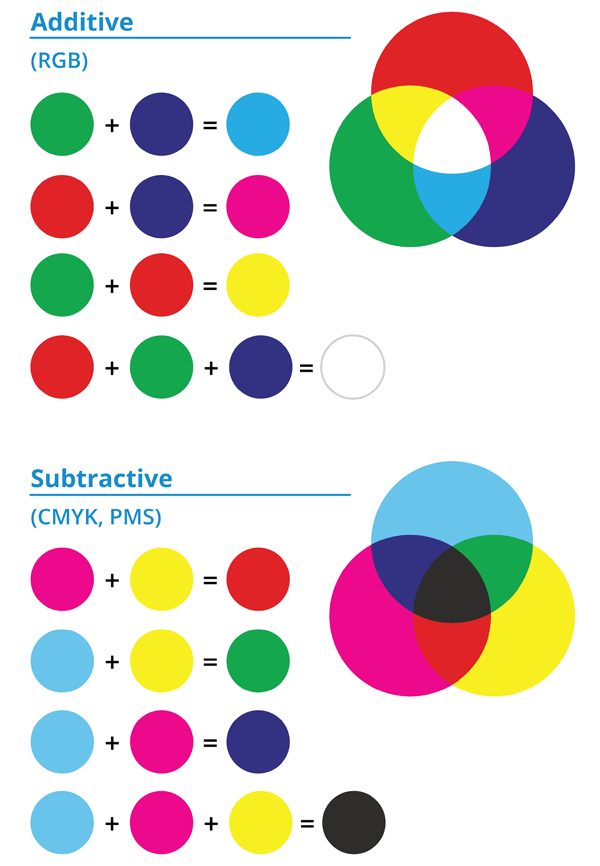 Additive
(RGB)
+ =
+ =
+ =
+ + =
Subtractive
(CMYK, PMS)
+ =
+ =
+ =
+ + =